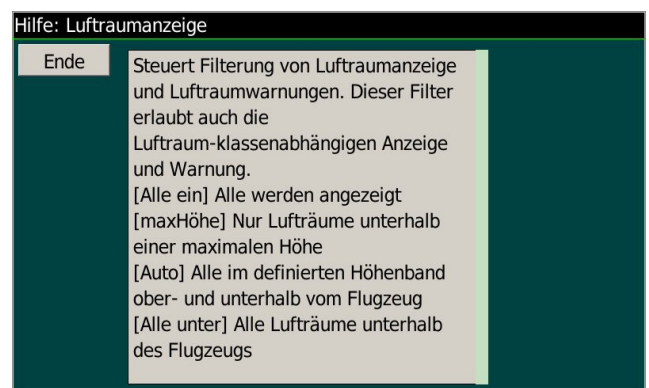 Hilfe: Luftraumanzeige
Ende
Steuert Filterung von Luftraumanzeige
und Luftraumwarnungen. Dieser Filter
erlaubt auch die
Luftraum-klassenabhängigen Anzeige
und Warnung.
[Alle ein] Alle werden angezeigt
[maxHöhe] Nur Lufträume unterhalb
einer maximalen Höhe
[Auto] Alle im definierten Höhenband
ober- und unterhalb vom Flugzeug
[Alle unter] Alle Lufträume unterhalb
des Flugzeugs